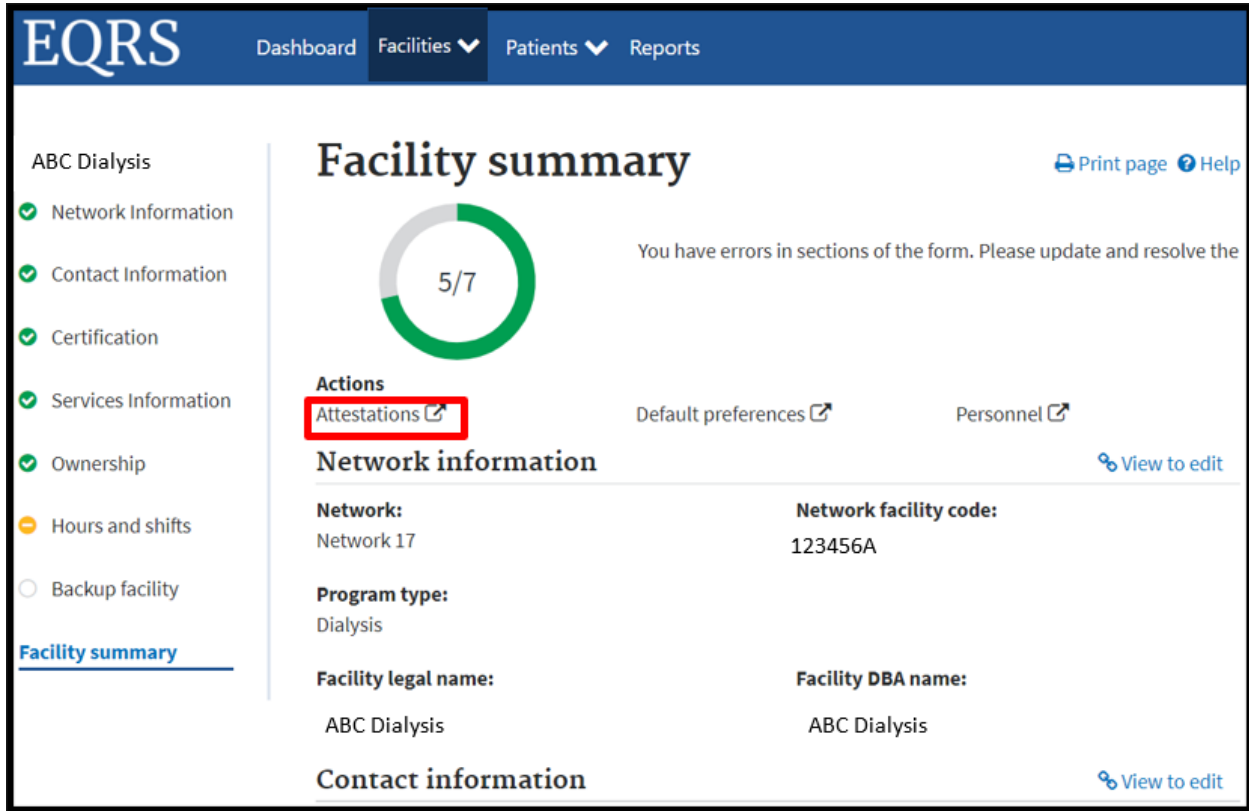 EQRS Dashboard Facilities Patients Reports
ABC Dialysis
Network Information
Contact Information
Certification
Services Information
Ownership
Hours and shifts
Backup facility
Facility summary
Facility summary
Print page Help
5/7
You have errors in sections of the form. Please update and resolve the
Actions
Attestations Default preferences Personnel
Network information View to edit
Network: Network facility code:
Network 17 123456A
Program type:
Dialysis
Facility legal name: Facility DBA name:
ABC Dialysis ABC Dialysis
Contact information View to edit